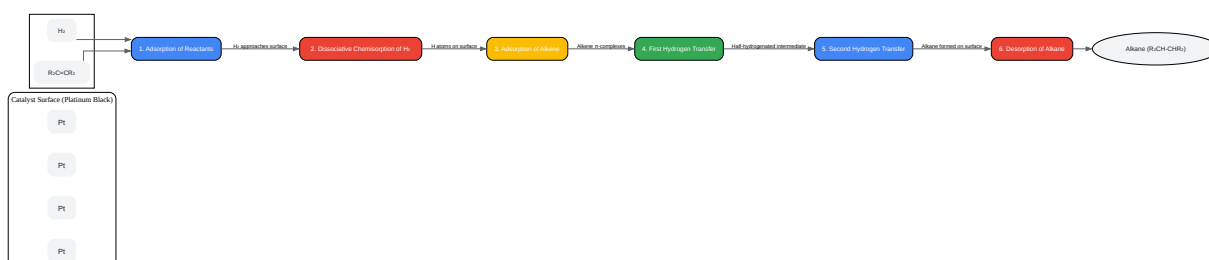 H₂
R₂C=CR₂
1. Adsorption of Reactants
H₂ approaches surface
2. Dissociative Chemisorption of H₂
H atoms on surface
3. Adsorption of Alkene
Alkene π-complexes
4. First Hydrogen Transfer
Half-hydrogenated intermediate
5. Second Hydrogen Transfer
Alkane formed on surface
6. Desorption of Alkane
Alkane (R₂CH-CHR₂)
Catalyst Surface (Platinum Black)
Pt
Pt
Pt
Pt